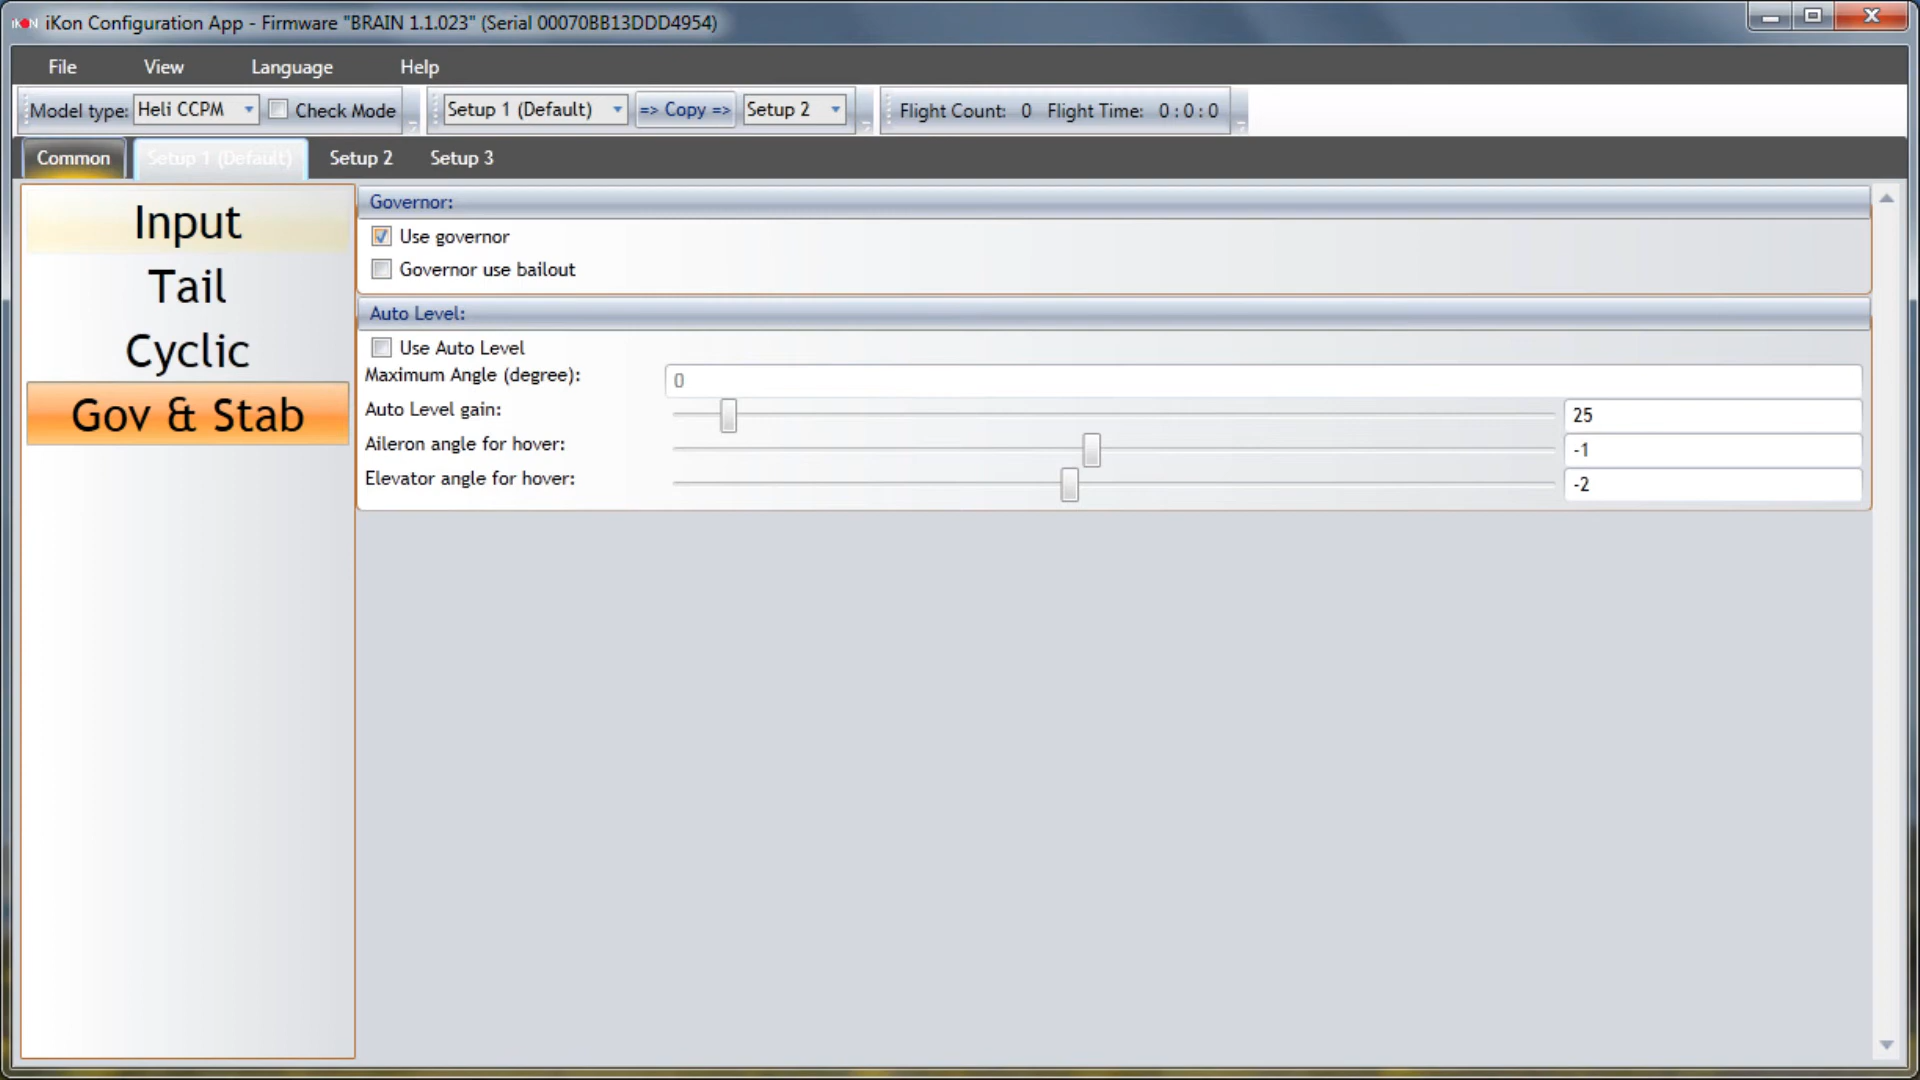 iKON iKon Configuration App - Firmware "BRAIN 1.1.023" (Serial 00070BB13DDD4954)
File View Language Help
Model type: Heli CCPM Check Mode Setup 1 (Default) => Copy => Setup 2 Flight Count: 0 Flight Time: 0 : 0 : 0
Common Setup 1 (Default) Setup 2 Setup 3
Input
Tail
Cyclic
Gov & Stab
Governor:
Use governor
Governor use bailout
Auto Level:
Use Auto Level
Maximum Angle (degree): 0
Auto Level gain: 25
Aileron angle for hover: -1
Elevator angle for hover: -2